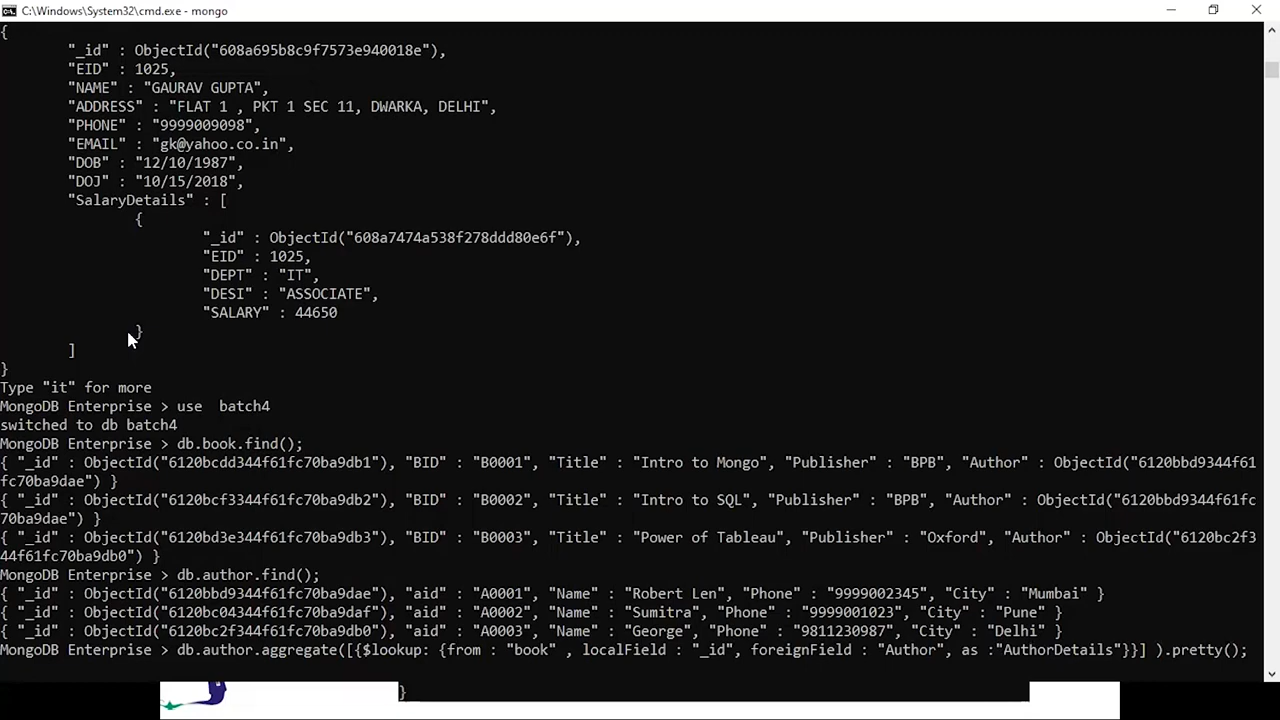 C:\Windows\System32\cmd.exe - mongo
{
"_id" : ObjectId("608a695b8c9f7573e940018e"),
"EID" : 1025,
"NAME" : "GAURAV GUPTA",
"ADDRESS" : "FLAT 1 , PKT 1 SEC 11, DWARKA, DELHI",
"PHONE" : "9999009098",
"EMAIL" : "gk@yahoo.co.in",
"DOB" : "12/10/1987",
"DOJ" : "10/15/2018",
"SalaryDetails" : [
{
"_id" : ObjectId("608a7474a538f278ddd80e6f"),
"EID" : 1025,
"DEPT" : "IT",
"DESI" : "ASSOCIATE",
"SALARY" : 44650
}
]
}
Type "it" for more
MongoDB Enterprise > use  batch4
switched to db batch4
MongoDB Enterprise > db.book.find();
{ "_id" : ObjectId("6120bcdd344f61fc70ba9db1"), "BID" : "B0001", "Title" : "Intro to Mongo", "Publisher" : "BPB", "Author" : ObjectId("6120bbd9344f61
fc70ba9dae") }
{ "_id" : ObjectId("6120bcf3344f61fc70ba9db2"), "BID" : "B0002", "Title" : "Intro to SQL", "Publisher" : "BPB", "Author" : ObjectId("6120bbd9344f61fc
70ba9dae") }
{ "_id" : ObjectId("6120bd3e344f61fc70ba9db3"), "BID" : "B0003", "Title" : "Power of Tableau", "Publisher" : "Oxford", "Author" : ObjectId("6120bc2f3
44f61fc70ba9db0") }
MongoDB Enterprise > db.author.find();
{ "_id" : ObjectId("6120bbd9344f61fc70ba9dae"), "aid" : "A0001", "Name" : "Robert Len", "Phone" : "9999002345", "City" : "Mumbai" }
{ "_id" : ObjectId("6120bc04344f61fc70ba9daf"), "aid" : "A0002", "Name" : "Sumitra", "Phone" : "9999001023", "City" : "Pune" }
{ "_id" : ObjectId("6120bc2f344f61fc70ba9db0"), "aid" : "A0003", "Name" : "George", "Phone" : "9811230987", "City" : "Delhi" }
MongoDB Enterprise > db.author.aggregate([{$lookup: {from : "book" , localField : "_id", foreignField : "Author", as :"AuthorDetails"}}] ).pretty();
}